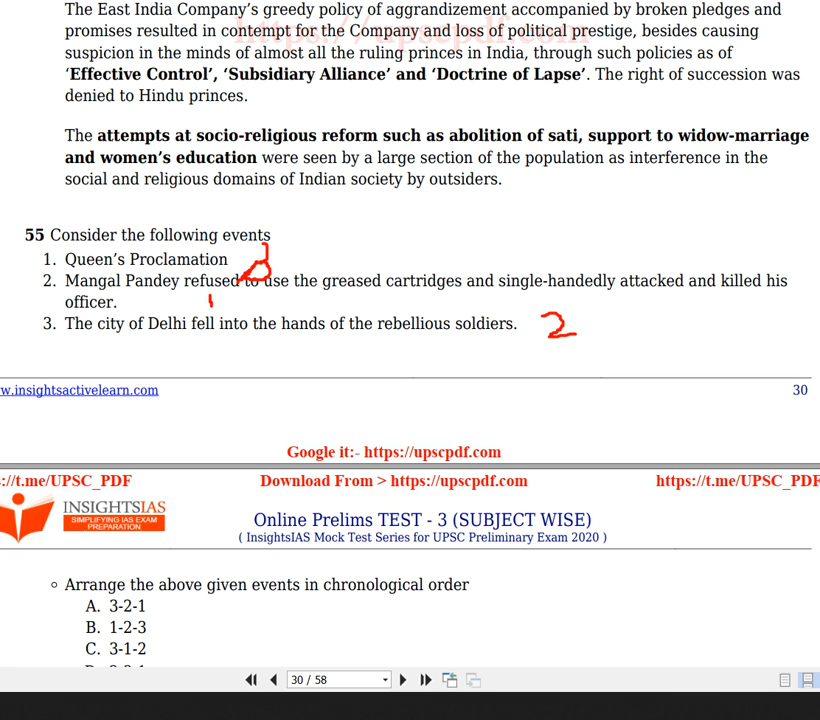 The East India Company's greedy policy of aggrandizement accompanied by broken pledges and
https://upscpdf.com
promises resulted in contempt for the Company and loss of political prestige, besides causing
suspicion in the minds of almost all the ruling princes in India, through such policies as of
'Effective Control', 'Subsidiary Alliance' and 'Doctrine of Lapse'. The right of succession was
denied to Hindu princes.
The attempts at socio-religious reform such as abolition of sati, support to widow-marriage
and women's education were seen by a large section of the population as interference in the
social and religious domains of Indian society by outsiders.
55 Consider the following events
1. Queen's Proclamation 3
2. Mangal Pandey refused to use the greased cartridges and single-handedly attacked and killed his
officer. 1
3. The city of Delhi fell into the hands of the rebellious soldiers. 2
w.insightsactivelearn.com 30
Google it:- https://upscpdf.com
://t.me/UPSC_PDF Download From > https://upscpdf.com https://t.me/UPSC_PDF
INSIGHTSIAS
SIMPLIFYING IAS EXAM
PREPARATION
Online Prelims TEST - 3 (SUBJECT WISE)
( InsightsIAS Mock Test Series for UPSC Preliminary Exam 2020 )
Arrange the above given events in chronological order
A. 3-2-1
B. 1-2-3
C. 3-1-2
30 / 58